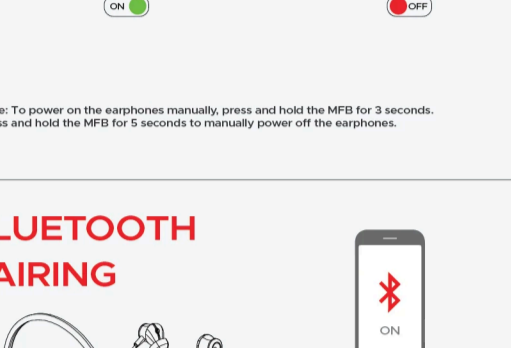 ON OFF
e: To power on the earphones manually, press and hold the MFB for 3 seconds.
ss and hold the MFB for 5 seconds to manually power off the earphones.
LUETOOTH
AIRING
ON